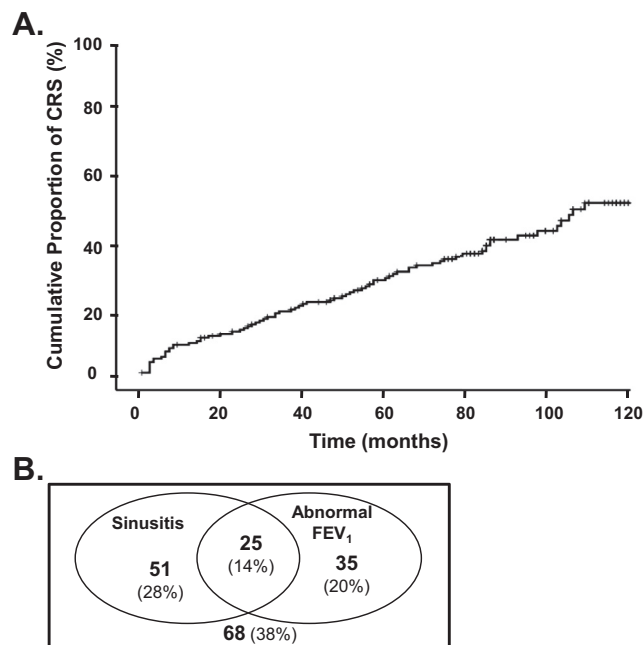 A.
Cumulative Proportion of CRS (%)
100
80
60
40
20
0
0 20 40 60 80 100 120
Time (months)
B.
Sinusitis
51
(28%)
25
(14%)
Abnormal
FEV₁
35
(20%)
68 (38%)